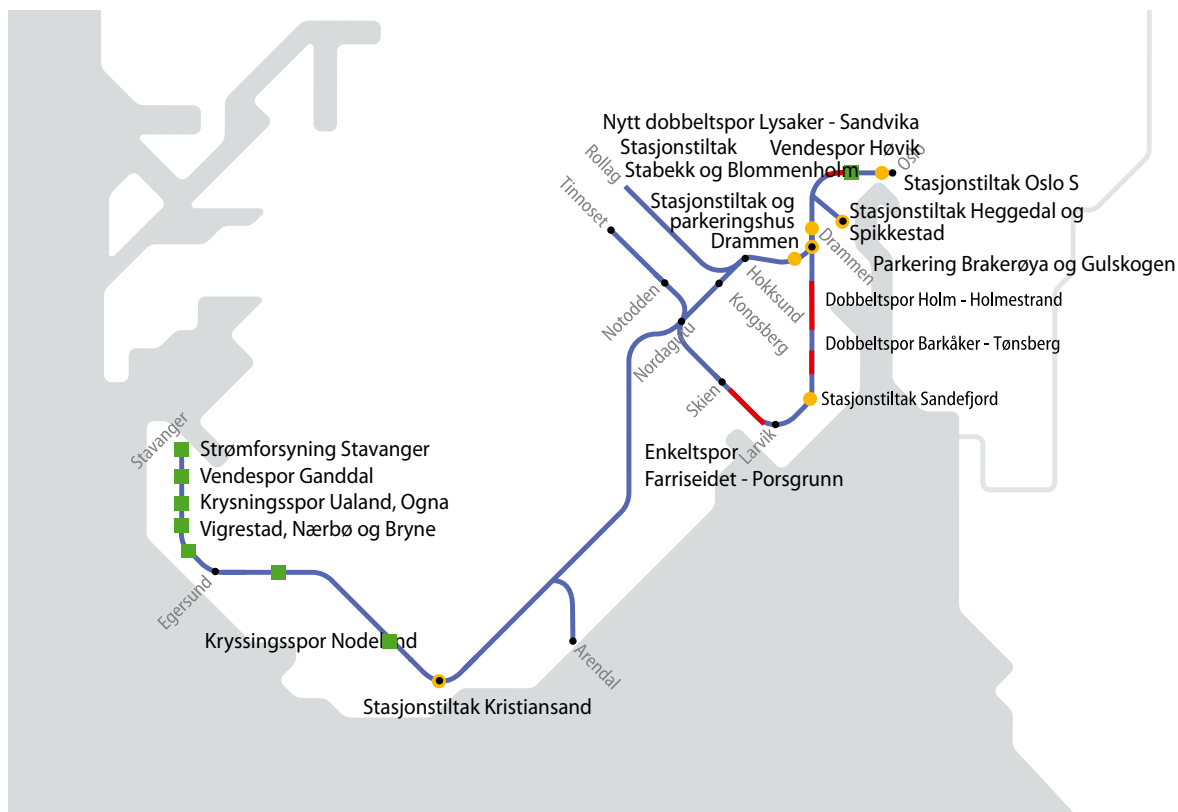 Nytt dobbeltspor Lysaker - Sandvika
Stasjonstiltak
Vendespor Høvik
Stabekk og Blommenholm
Rollag
Oslo
Tinnoset
Stasjonstiltak Oslo S
Stasjonstiltak og
parkeringshus
Drammen
Stasjonstiltak Heggedal og
Spikkestad
Drammen
Parkering Brakerøya og Gulskogen
Hokksund
Notodden
Kongsberg
Dobbeltspor Holm - Holmestrand
Nordagutu
Dobbeltspor Barkåker - Tønsberg
Skien
Stasjonstiltak Sandefjord
Larvik
Stavanger
Enkeltspor
Farriseidet - Porsgrunn
Strømforsyning Stavanger
Vendespor Ganddal
Krysningsspor Ualand, Ogna
Vigrestad, Nærbø og Bryne
Egersund
Kryssingsspor Nodeland
Arendal
Stasjonstiltak Kristiansand